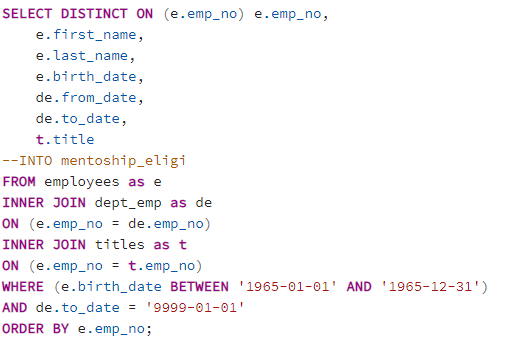 SELECT DISTINCT ON (e.emp_no) e.emp_no,
    e.first_name,
    e.last_name,
    e.birth_date,
    de.from_date,
    de.to_date,
    t.title
--INTO mentoship_eligi
FROM employees as e
INNER JOIN dept_emp as de
ON (e.emp_no = de.emp_no)
INNER JOIN titles as t
ON (e.emp_no = t.emp_no)
WHERE (e.birth_date BETWEEN '1965-01-01' AND '1965-12-31')
AND de.to_date = '9999-01-01'
ORDER BY e.emp_no;